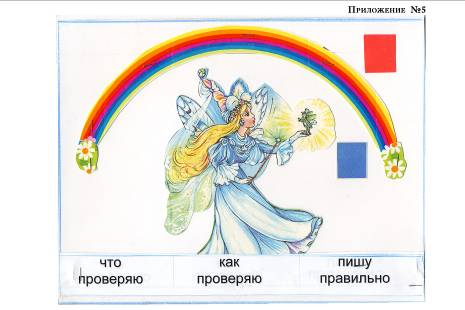 Приложение №5
что как пишу
проверяю проверяю правильно